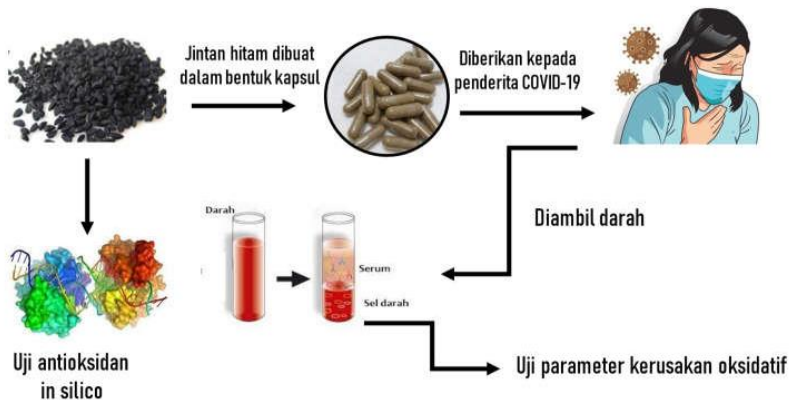 Jintan hitam dibuat
dalam bentuk kapsul
Diberikan kepada
penderita COVID-19
Diambil darah
Darah
Serum
Sel darah
Uji antioksidan
in silico
Uji parameter kerusakan oksidatif